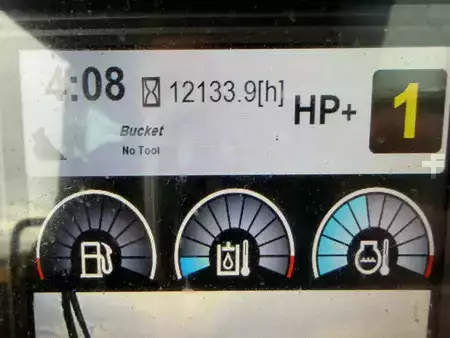 4:08 12133.9[h] HP+ 1
Bucket
No Tool